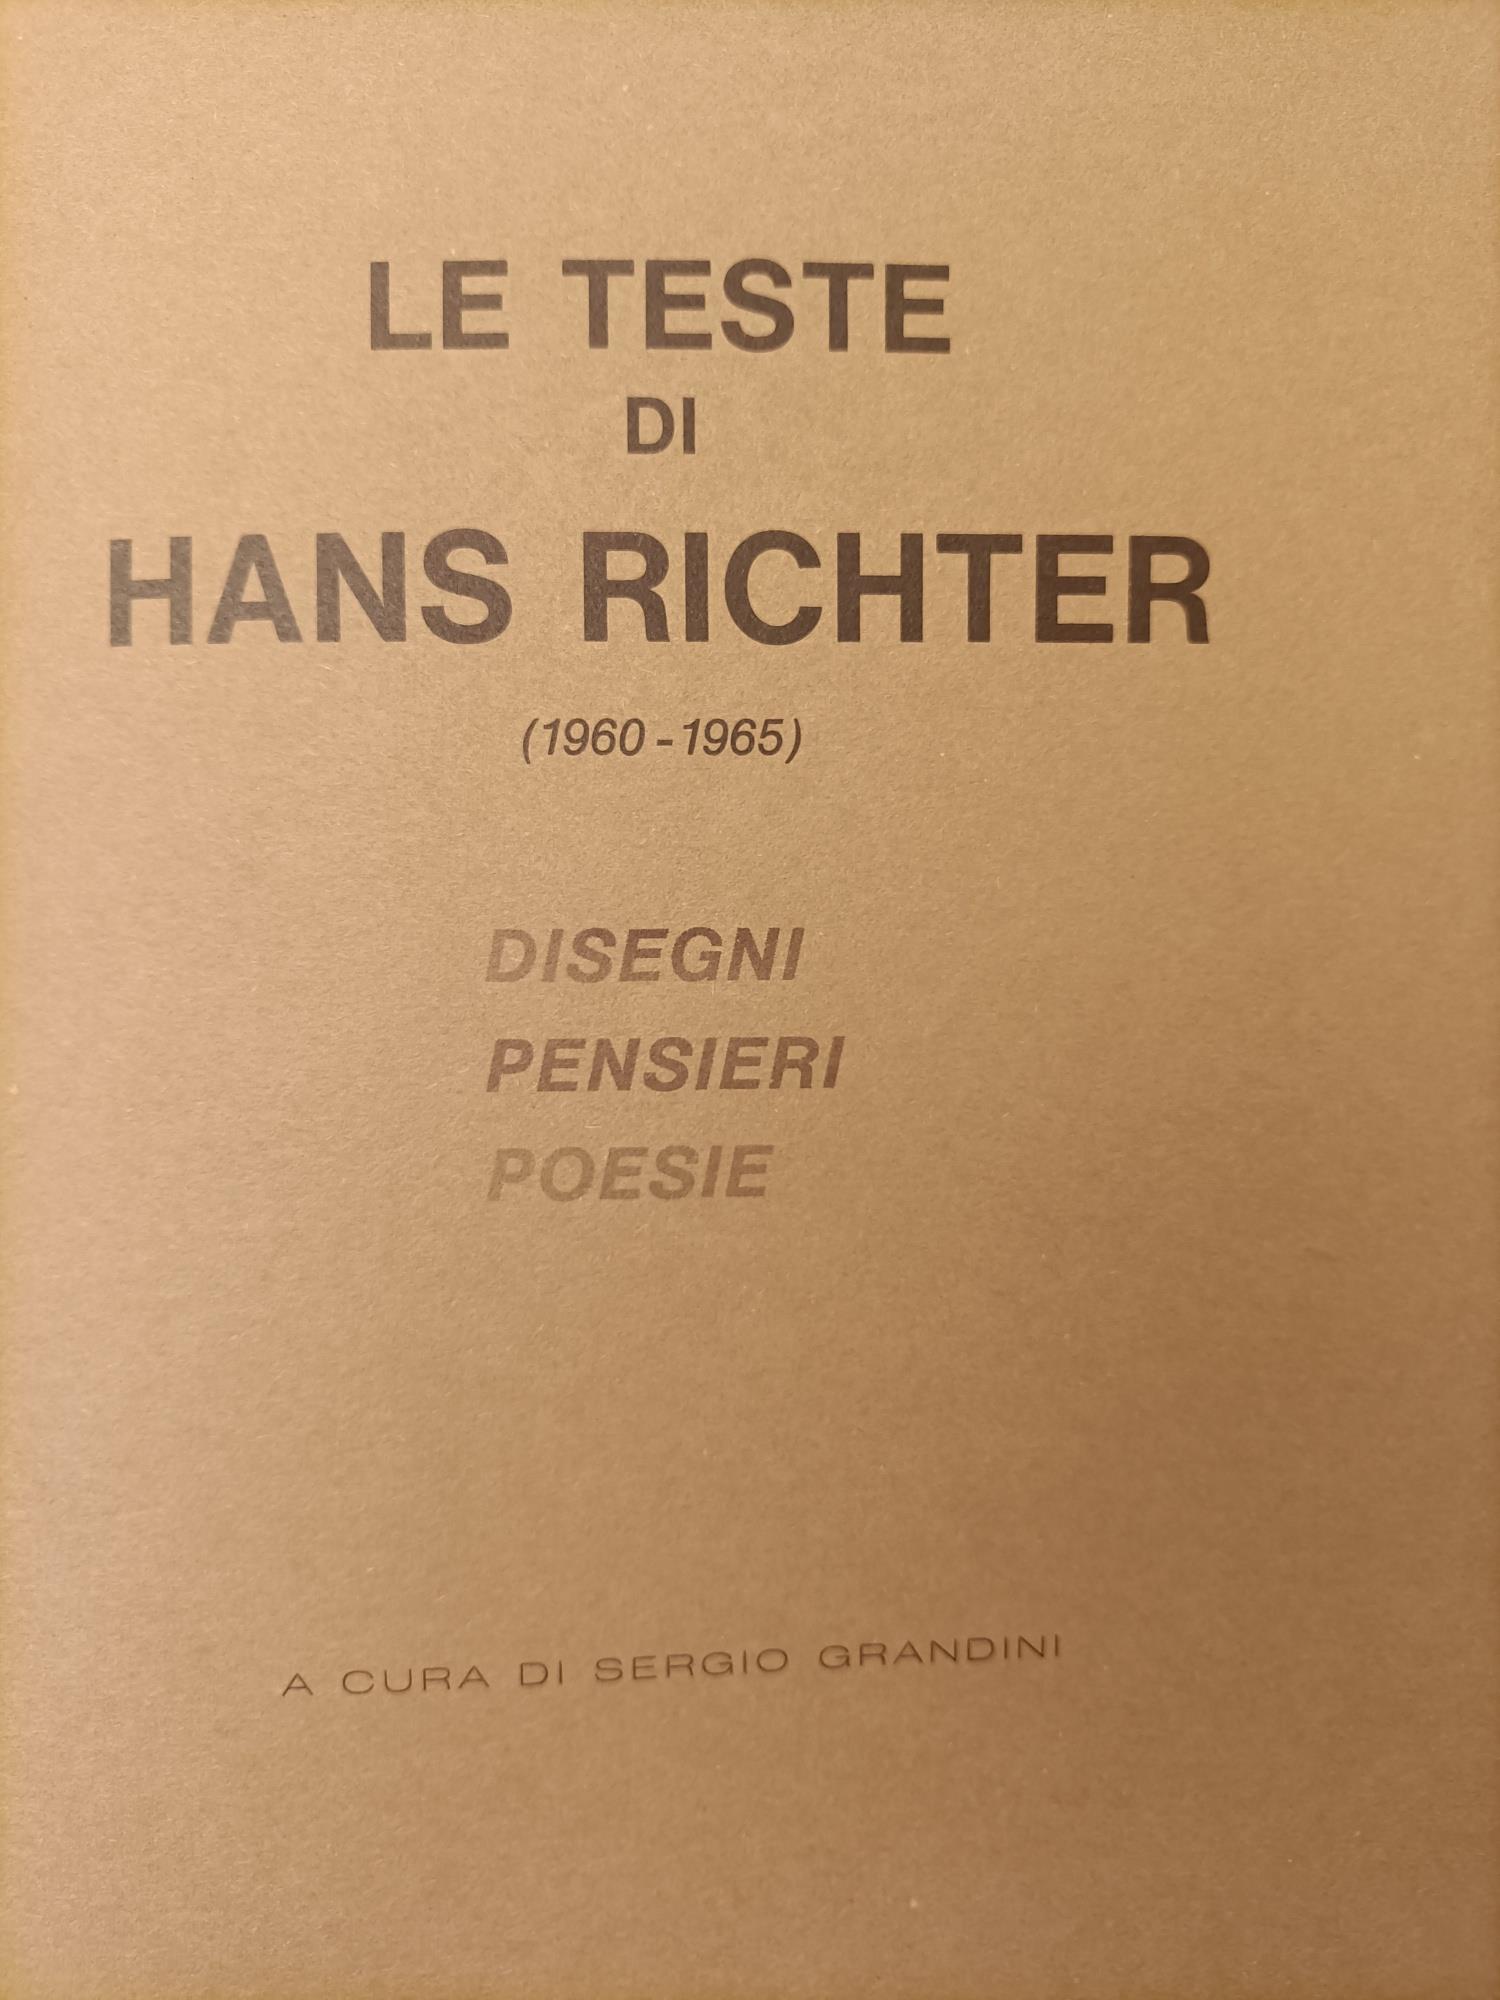 LE TESTE
DI
HANS RICHTER
(1960-1965)
DISEGNI
PENSIERI
POESIE
A CURA DI SERGIO GRANDINI